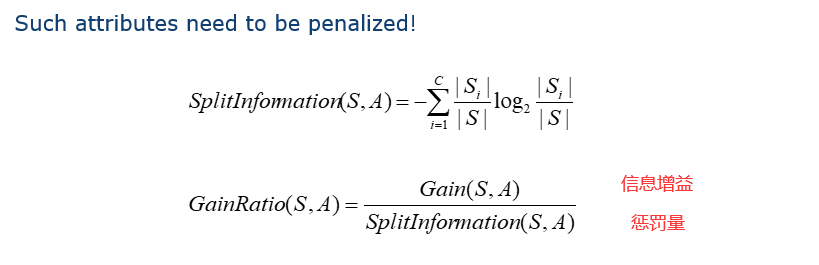 Such attributes need to be penalized!
SplitInformation(S, A) = -\sum_{i=1}^{C} \frac{|S_i|}{|S|} \log_2 \frac{|S_i|}{|S|}
GainRatio(S, A) = \frac{Gain(S, A)}{SplitInformation(S, A)}
信息增益
惩罚量